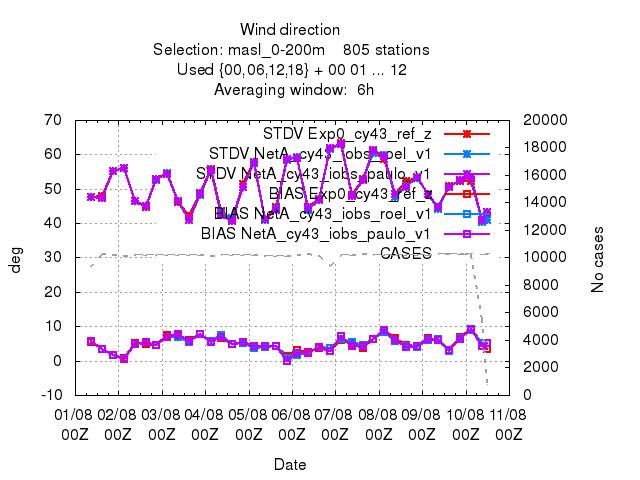 Wind direction
Selection: masl_0-200m    805 stations
Used {00,06,12,18} + 00 01 ... 12
Averaging window:  6h
STDV Exp0_cy43_ref_z
STDV NetA_cy43_iobs_roel_v1
STDV NetA_cy43_iobs_paulo_v1
BIAS Exp0_cy43_ref_z
BIAS NetA_cy43_iobs_roel_v1
BIAS NetA_cy43_iobs_paulo_v1
CASES
70
60
50
40
30
20
10
0
-10
deg
20000
18000
16000
14000
12000
10000
8000
6000
4000
2000
0
No cases
01/08 02/08 03/08 04/08 05/08 06/08 07/08 08/08 09/08 10/08 11/08
00Z 00Z 00Z 00Z 00Z 00Z 00Z 00Z 00Z 00Z 00Z
Date